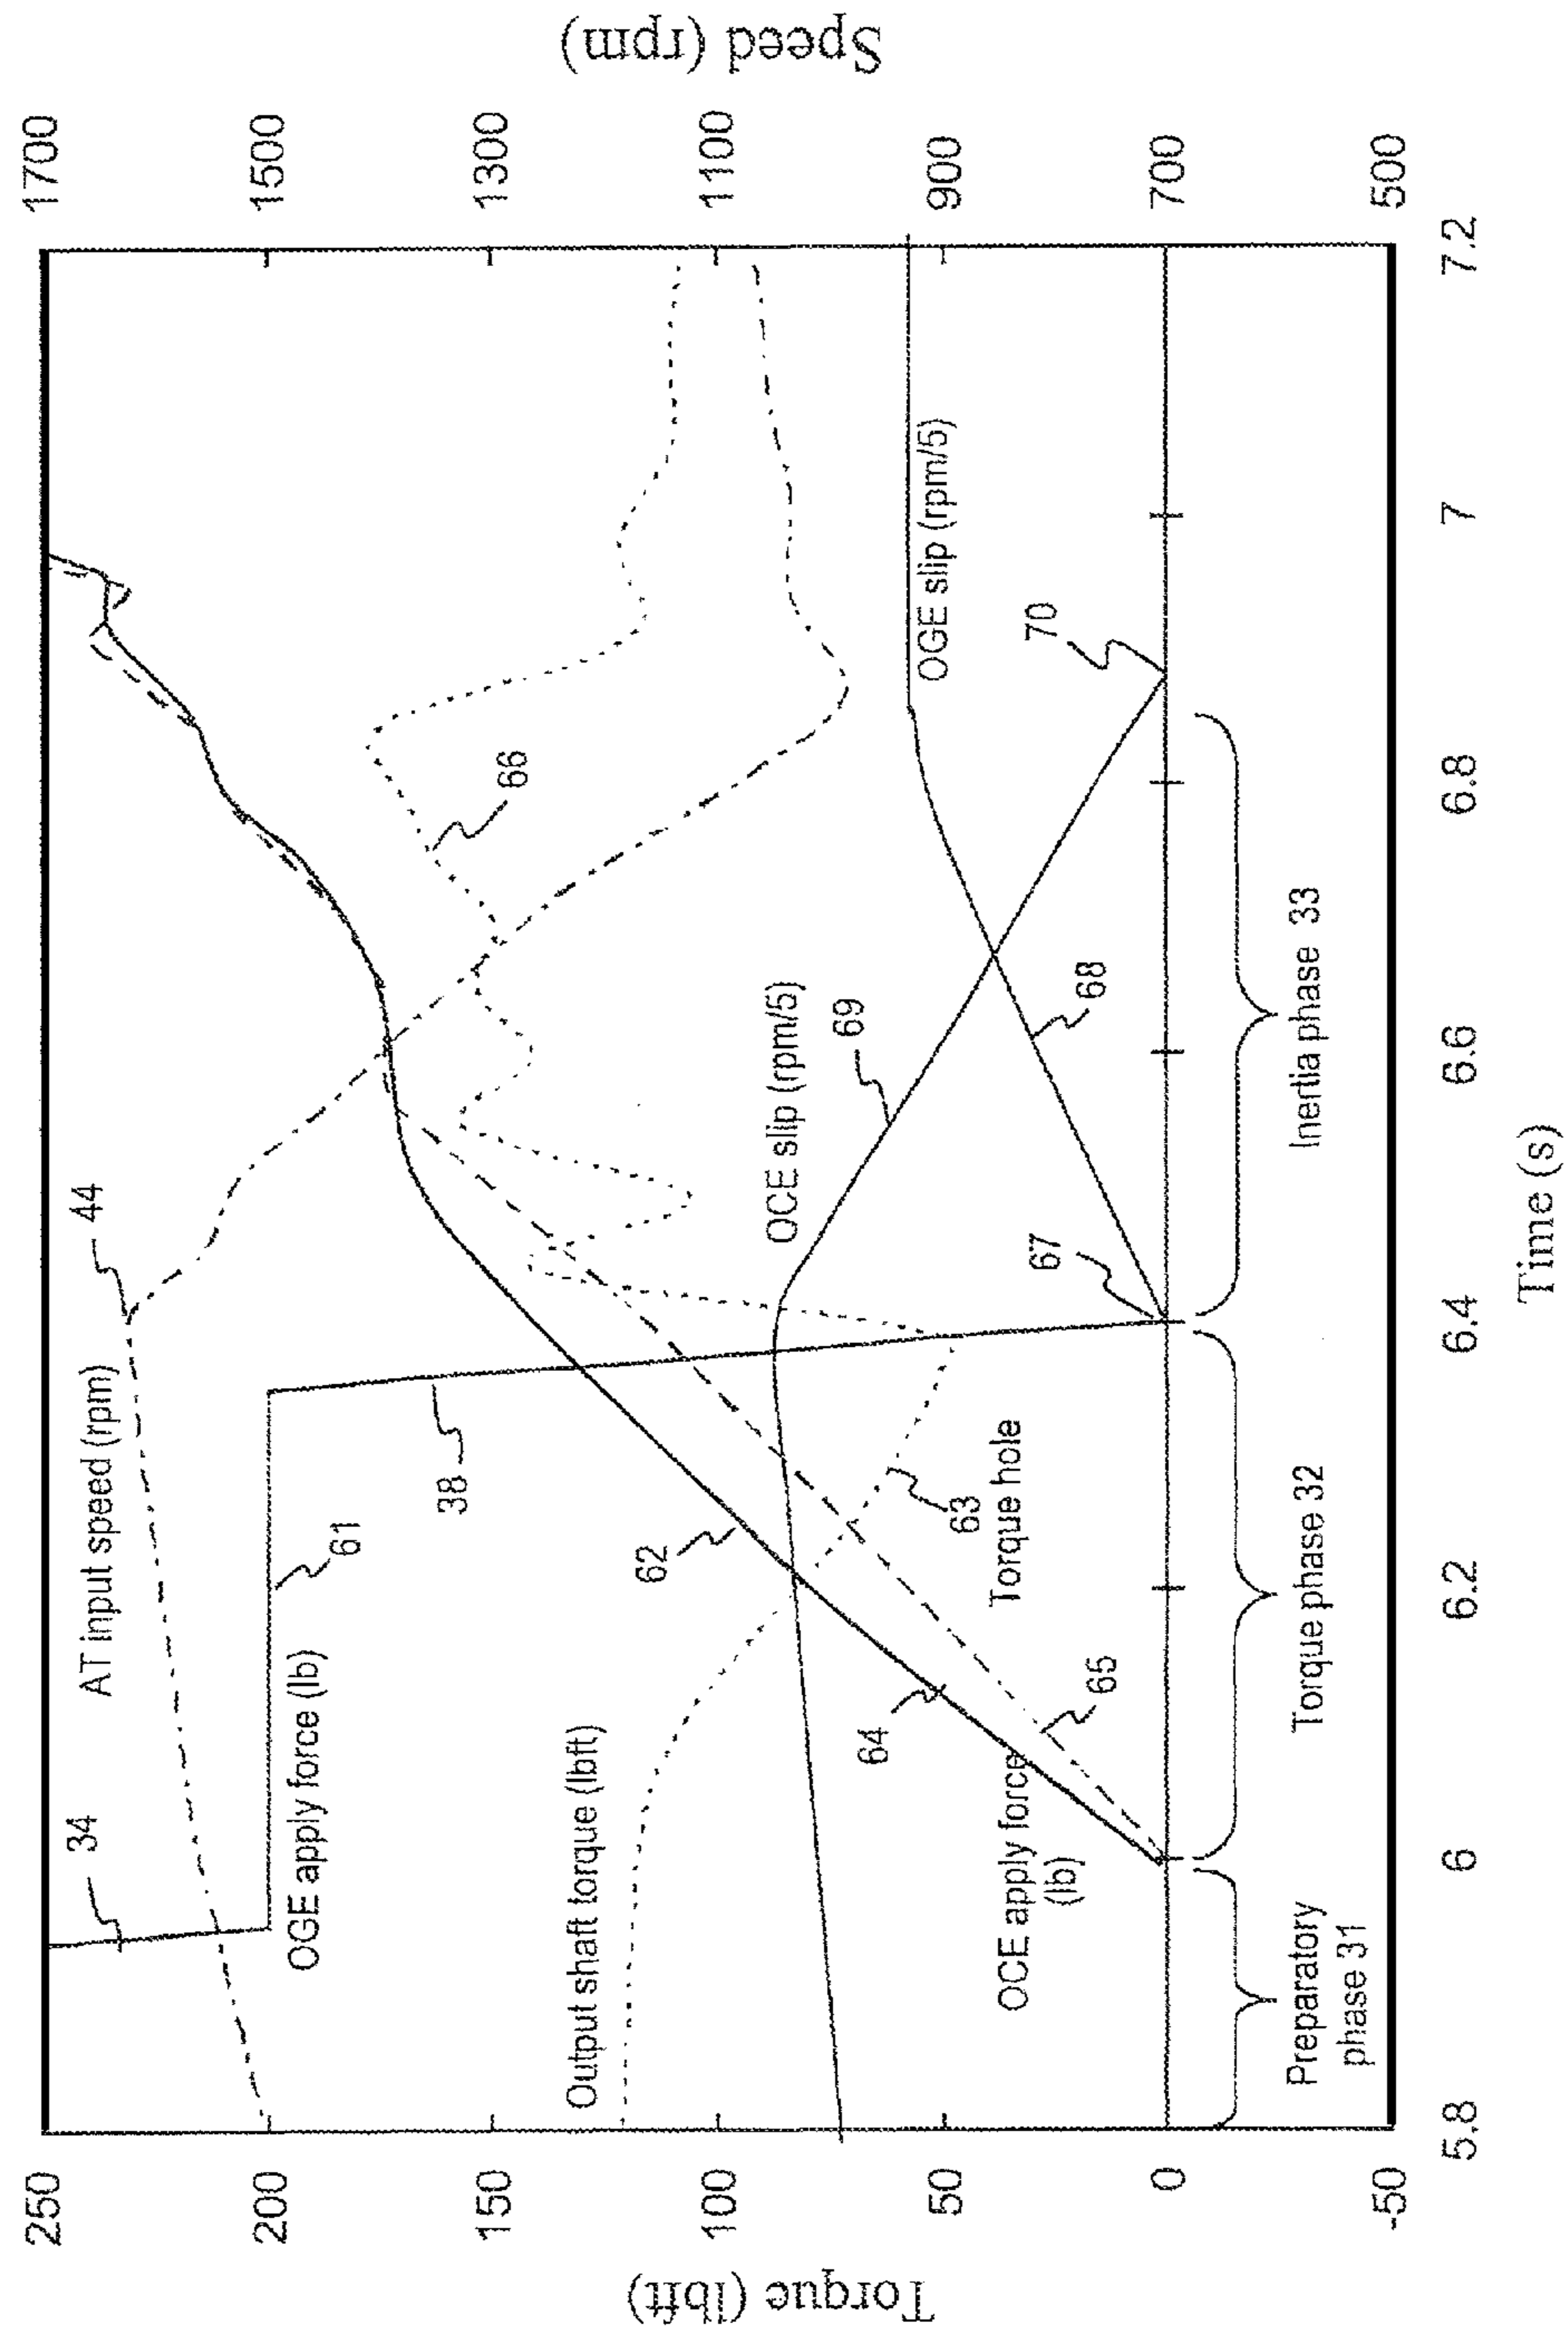 Torque (lbft)
250
200
150
100
50
0
-50
Speed (rpm)
1700
1500
1300
1100
900
700
500
5.8
6
6.2
6.4
6.6
6.8
7
7.2
Time (s)
34
AT input speed (rpm)
44
OGE apply force (lb)
61
38
Output shaft torque (lbft)
62
66
OCE slip (rpm/5)
69
64
63
Torque hole
OGE slip (rpm/5)
OCE apply force
(lb)
65
67
68
70
Preparatory
phase 31
Torque phase 32
Inertia phase 33